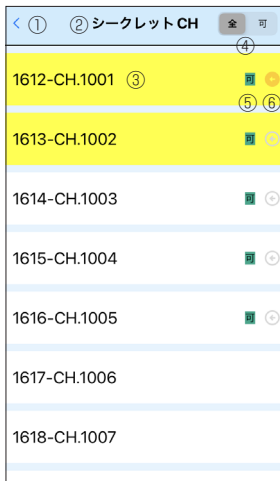 < ① ② シークレット CH 全 可
④
1612-CH.1001 ③ 可
⑤ ⑥
1613-CH.1002 可
1614-CH.1003 可
1615-CH.1004 可
1616-CH.1005 可
1617-CH.1006
1618-CH.1007